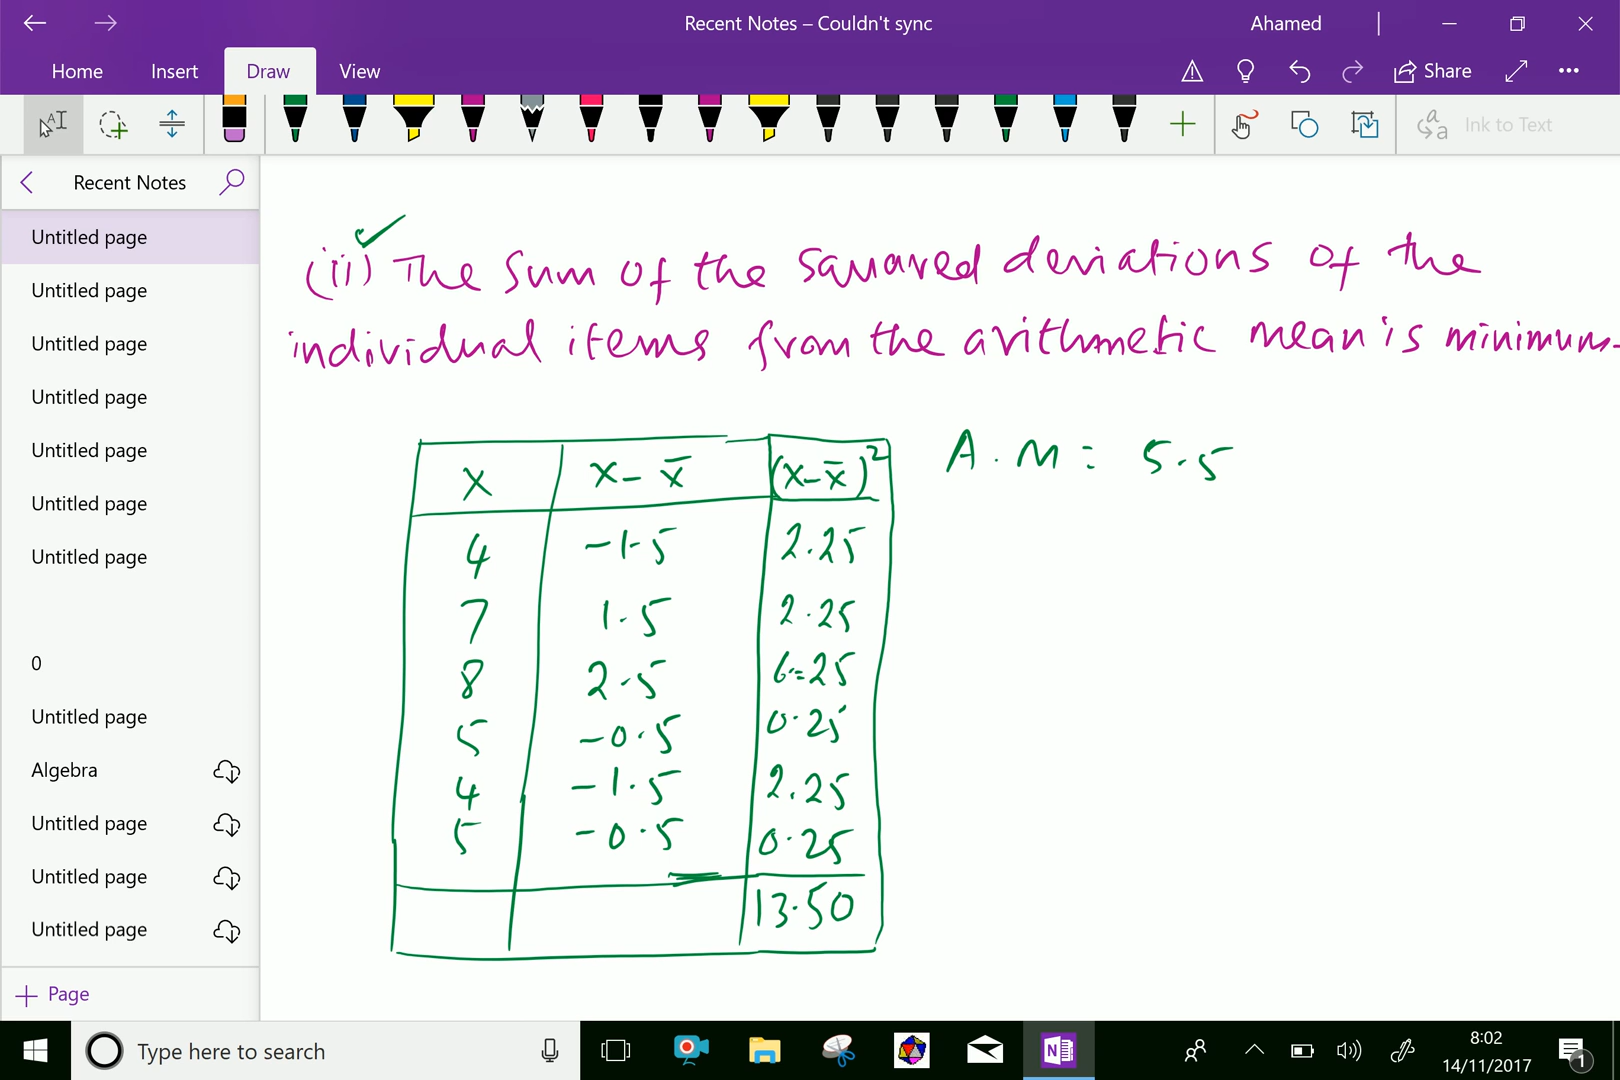 Recent Notes – Couldn't sync
Ahamed
Home Insert Draw View
Share
Ink to Text
Recent Notes
Untitled page
Untitled page
Untitled page
Untitled page
Untitled page
Untitled page
Untitled page
0
Untitled page
Algebra
Untitled page
Untitled page
Untitled page
+ Page
(ii) The sum of the squared deviations of the
individual items from the arithmetic mean is minimum.
A.M = 5.5
x x - x̄ (x - x̄)²
4 -1.5 2.25
7 1.5 2.25
8 2.5 6.25
5 -0.5 0.25
4 -1.5 2.25
5 -0.5 0.25
13.50
Type here to search
8:02
14/11/2017
1